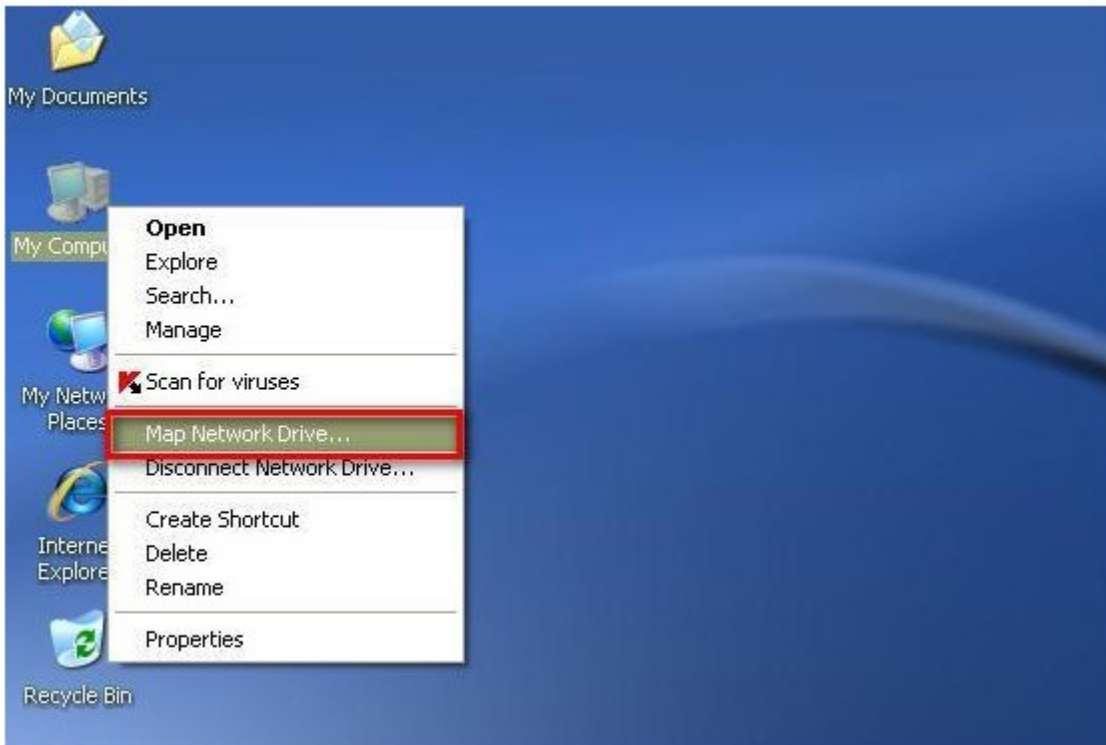 My Documents
My Compu
My Netw
Places
Interne
Explore
Recycle Bin
Open
Explore
Search...
Manage
Scan for viruses
Map Network Drive...
Disconnect Network Drive...
Create Shortcut
Delete
Rename
Properties